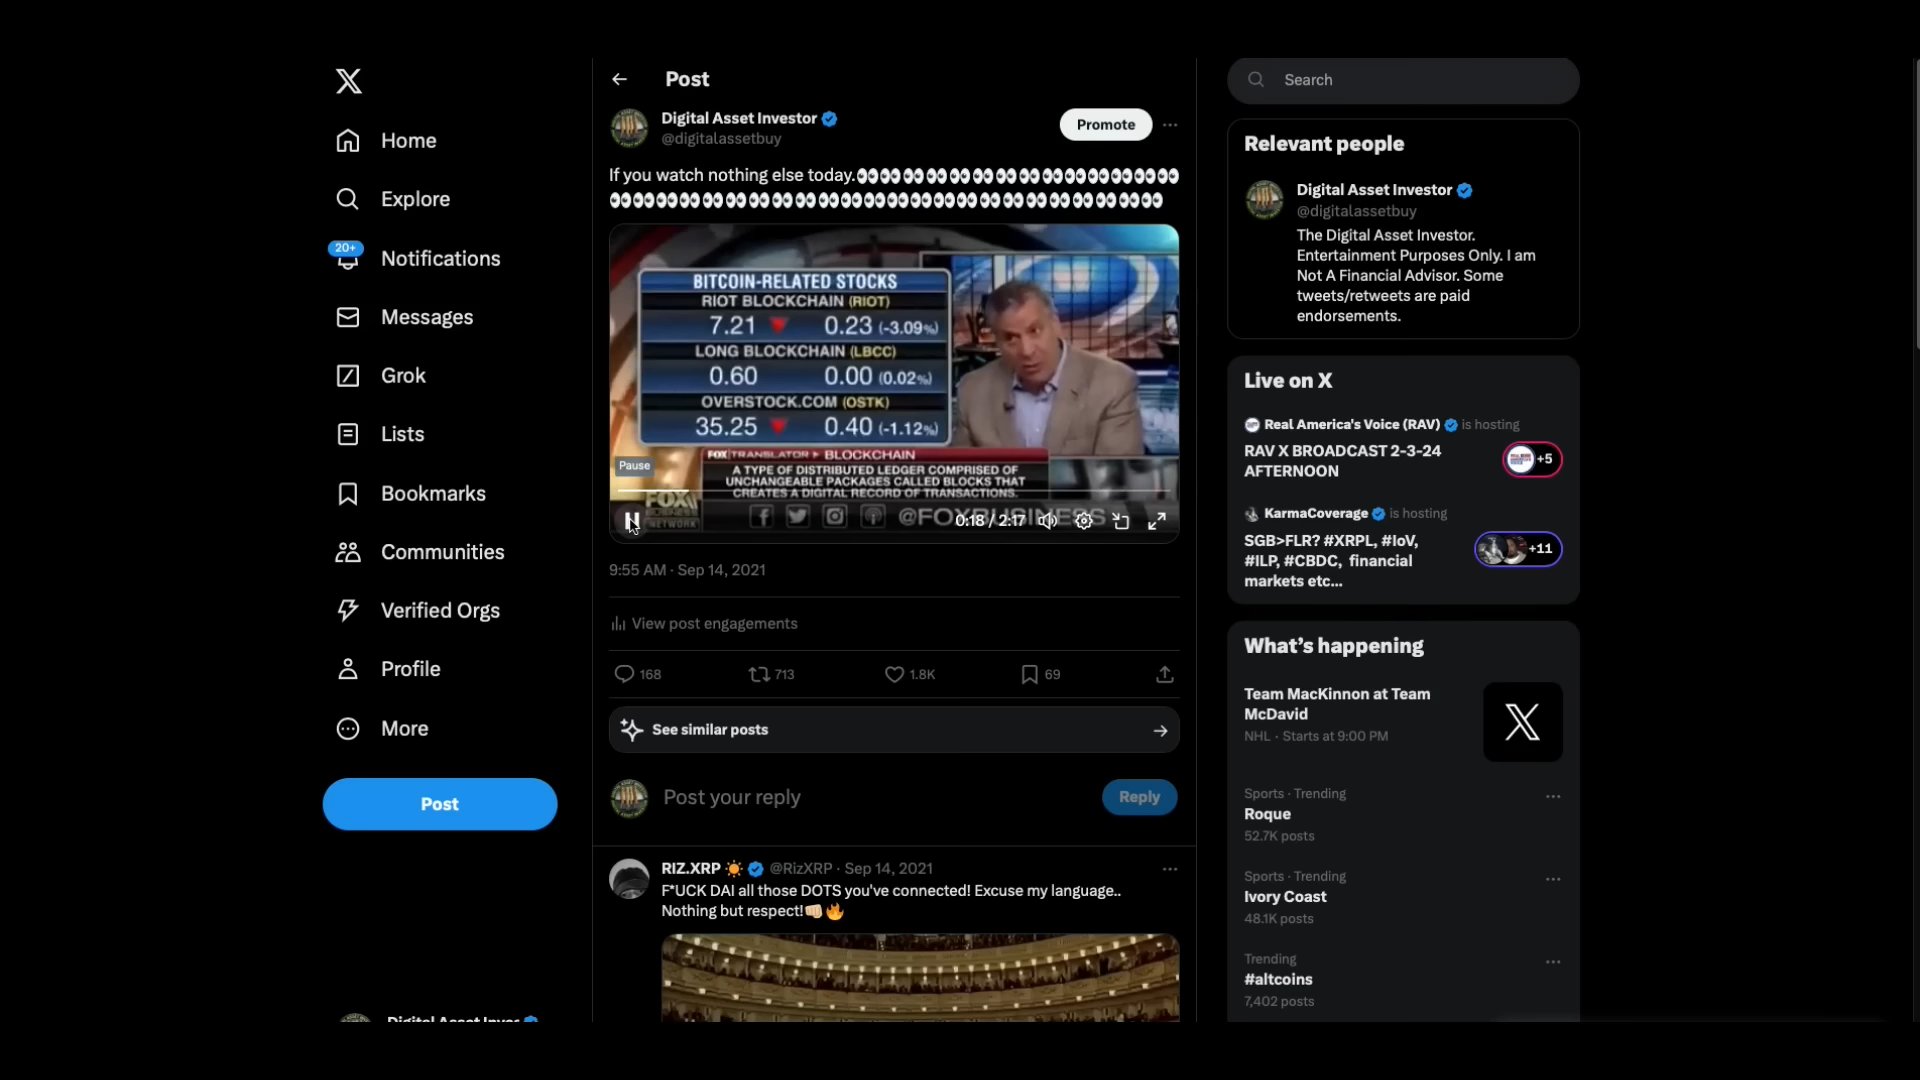 Home
Explore
20+
Notifications
Messages
Grok
Lists
Bookmarks
Communities
Verified Orgs
Profile
More
Post
Post
Digital Asset Investor
@digitalassetbuy
Promote
If you watch nothing else today.👀👀👀👀👀👀👀👀👀👀👀👀👀👀
👀👀👀👀👀👀👀👀👀👀👀👀👀👀👀👀👀👀👀👀👀👀👀👀
BITCOIN-RELATED STOCKS
RIOT BLOCKCHAIN (RIOT)
7.21 ▼ 0.23 (-3.09%)
LONG BLOCKCHAIN (LBCC)
0.60 0.00 (0.02%)
OVERSTOCK.COM (OSTK)
35.25 ▼ 0.40 (-1.12%)
Pause
FOX TRANSLATOR ▸ BLOCKCHAIN
A TYPE OF DISTRIBUTED LEDGER COMPRISED OF
UNCHANGEABLE PACKAGES CALLED BLOCKS THAT
CREATES A DIGITAL RECORD OF TRANSACTIONS.
FOX
BUSINESS
NETWORK
@FOXBUSINESS
0:18 / 2:17
9:55 AM · Sep 14, 2021
View post engagements
168
713
1.8K
69
See similar posts
Post your reply
Reply
RIZ.XRP ☀️ @RizXRP · Sep 14, 2021
F*UCK DAI all those DOTS you've connected! Excuse my language..
Nothing but respect!👊🏼🔥
Search
Relevant people
Digital Asset Investor
@digitalassetbuy
The Digital Asset Investor.
Entertainment Purposes Only. I am
Not A Financial Advisor. Some
tweets/retweets are paid
endorsements.
Live on X
Real America's Voice (RAV) is hosting
RAV X BROADCAST 2-3-24
AFTERNOON
+5
KarmaCoverage is hosting
SGB>FLR? #XRPL, #IoV,
#ILP, #CBDC, financial
markets etc...
+11
What's happening
Team MacKinnon at Team
McDavid
NHL · Starts at 9:00 PM
Sports · Trending
Roque
52.7K posts
Sports · Trending
Ivory Coast
48.1K posts
Trending
#altcoins
7,402 posts